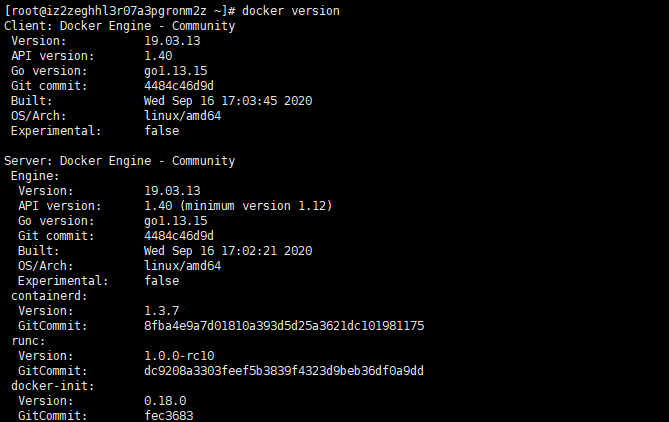 [root@iz2zeghhl3r07a3pgronm2z ~]# docker version
Client: Docker Engine - Community
 Version:           19.03.13
 API version:       1.40
 Go version:        go1.13.15
 Git commit:        4484c46d9d
 Built:             Wed Sep 16 17:03:45 2020
 OS/Arch:           linux/amd64
 Experimental:      false

Server: Docker Engine - Community
 Engine:
  Version:          19.03.13
  API version:      1.40 (minimum version 1.12)
  Go version:       go1.13.15
  Git commit:       4484c46d9d
  Built:            Wed Sep 16 17:02:21 2020
  OS/Arch:          linux/amd64
  Experimental:     false
 containerd:
  Version:          1.3.7
  GitCommit:        8fba4e9a7d01810a393d5d25a3621dc101981175
 runc:
  Version:          1.0.0-rc10
  GitCommit:        dc9208a3303feef5b3839f4323d9beb36df0a9dd
 docker-init:
  Version:          0.18.0
  GitCommit:        fec3683